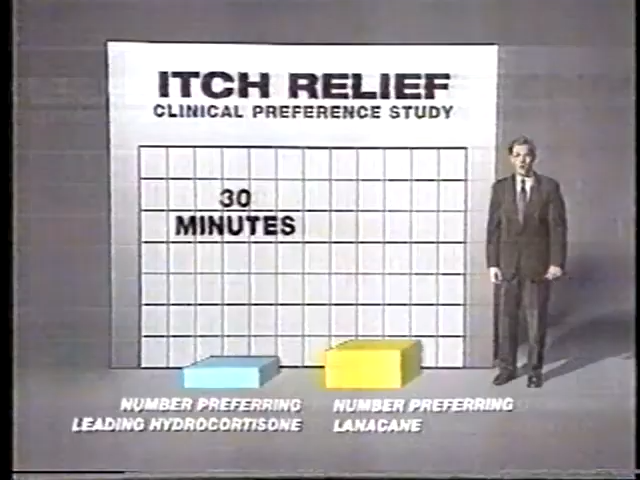 ITCH RELIEF
CLINICAL PREFERENCE STUDY
30
MINUTES
NUMBER PREFERRING
LEADING HYDROCORTISONE
NUMBER PREFERRING
LANACANE